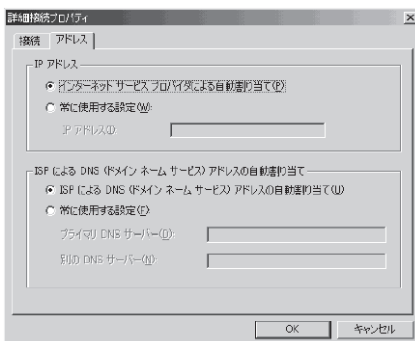 詳細接続プロパティ
接続 アドレス
IP アドレス
インターネット サービス プロバイダによる自動割り当て(P)
常に使用する設定(W):
IP アドレス(I):
ISP による DNS (ドメイン ネーム サービス) アドレスの自動割り当て
ISP による DNS (ドメイン ネーム サービス) アドレスの自動割り当て(U)
常に使用する設定(F)
プライマリ DNS サーバー(D):
別の DNS サーバー(N):
OK キャンセル